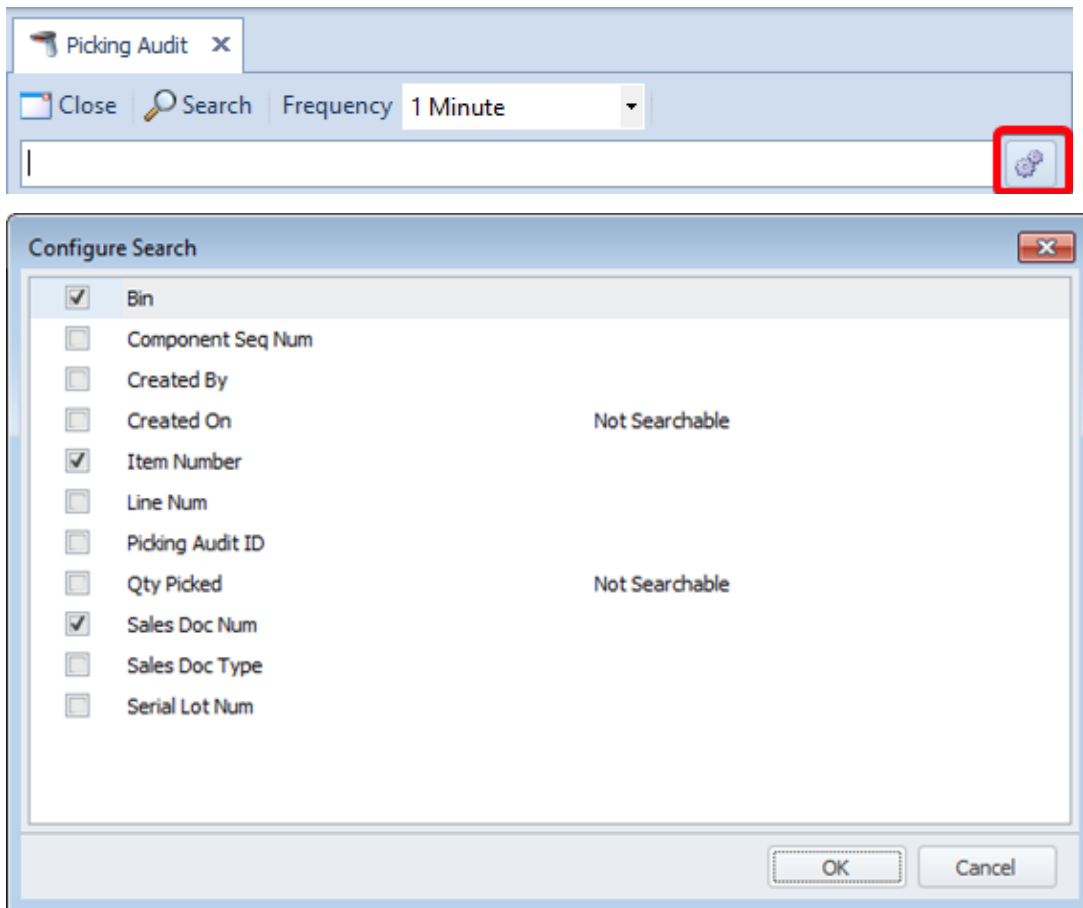 Picking Audit
Close Search Frequency 1 Minute
Configure Search
Bin
Component Seq Num
Created By
Created On Not Searchable
Item Number
Line Num
Picking Audit ID
Qty Picked Not Searchable
Sales Doc Num
Sales Doc Type
Serial Lot Num
OK Cancel